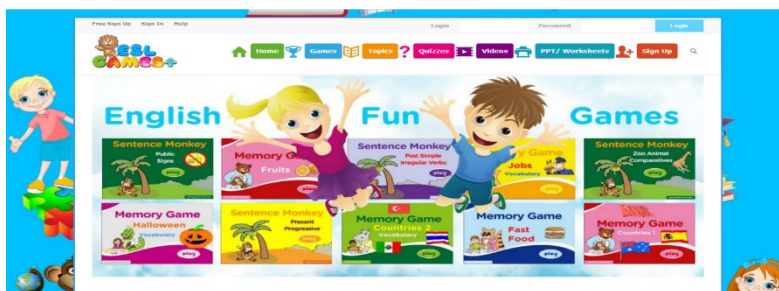 Free Sign Up Sign In Help Login Password Login
ESL GAMES+
Home Games Topics ? Quizzes Videos PPT/ Worksheets Sign Up
English Fun Games
Sentence Monkey
Public Signs
play
Memory G
Fruits
Sentence Monkey
Past Simple
Irregular Verbs
y Game
Jobs
Vocabulary
play
Sentence Monkey
Zoo Animal
Comparatives
play
Memory Game
Halloween
Vocabulary
play
Sentence Monkey
Present
Progressive
play
Memory Game
Countries 2
Vocabulary
play
Memory Game
Fast
Food
play
Memory Game
Countries 1
play